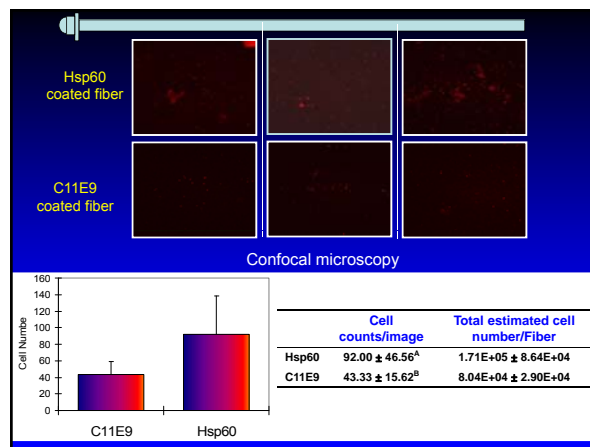 Hsp60
coated fiber
C11E9
coated fiber
Confocal microscopy
160
140
120
100
80
60
40
20
0
Cell Numbe
C11E9 Hsp60
Cell counts/image Total estimated cell number/Fiber
Hsp60 92.00 ± 46.56A 1.71E+05 ± 8.64E+04
C11E9 43.33 ± 15.62B 8.04E+04 ± 2.90E+04